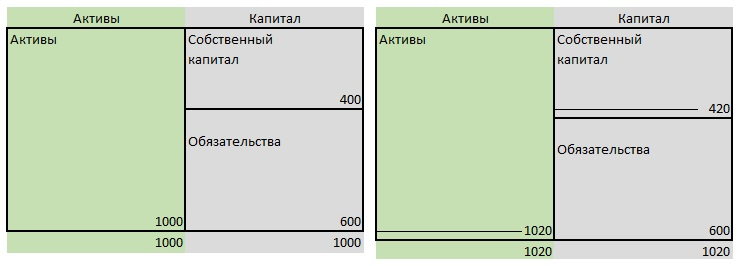 Активы Капитал
Активы Собственный
капитал
400
Обязательства
1000 600
1000 1000
Активы Капитал
Активы Собственный
капитал
420
Обязательства
1020 600
1020 1020